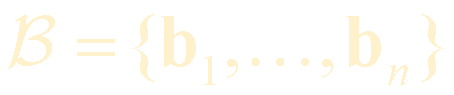 ℬ = {𝐛₁,…,𝐛ₙ}